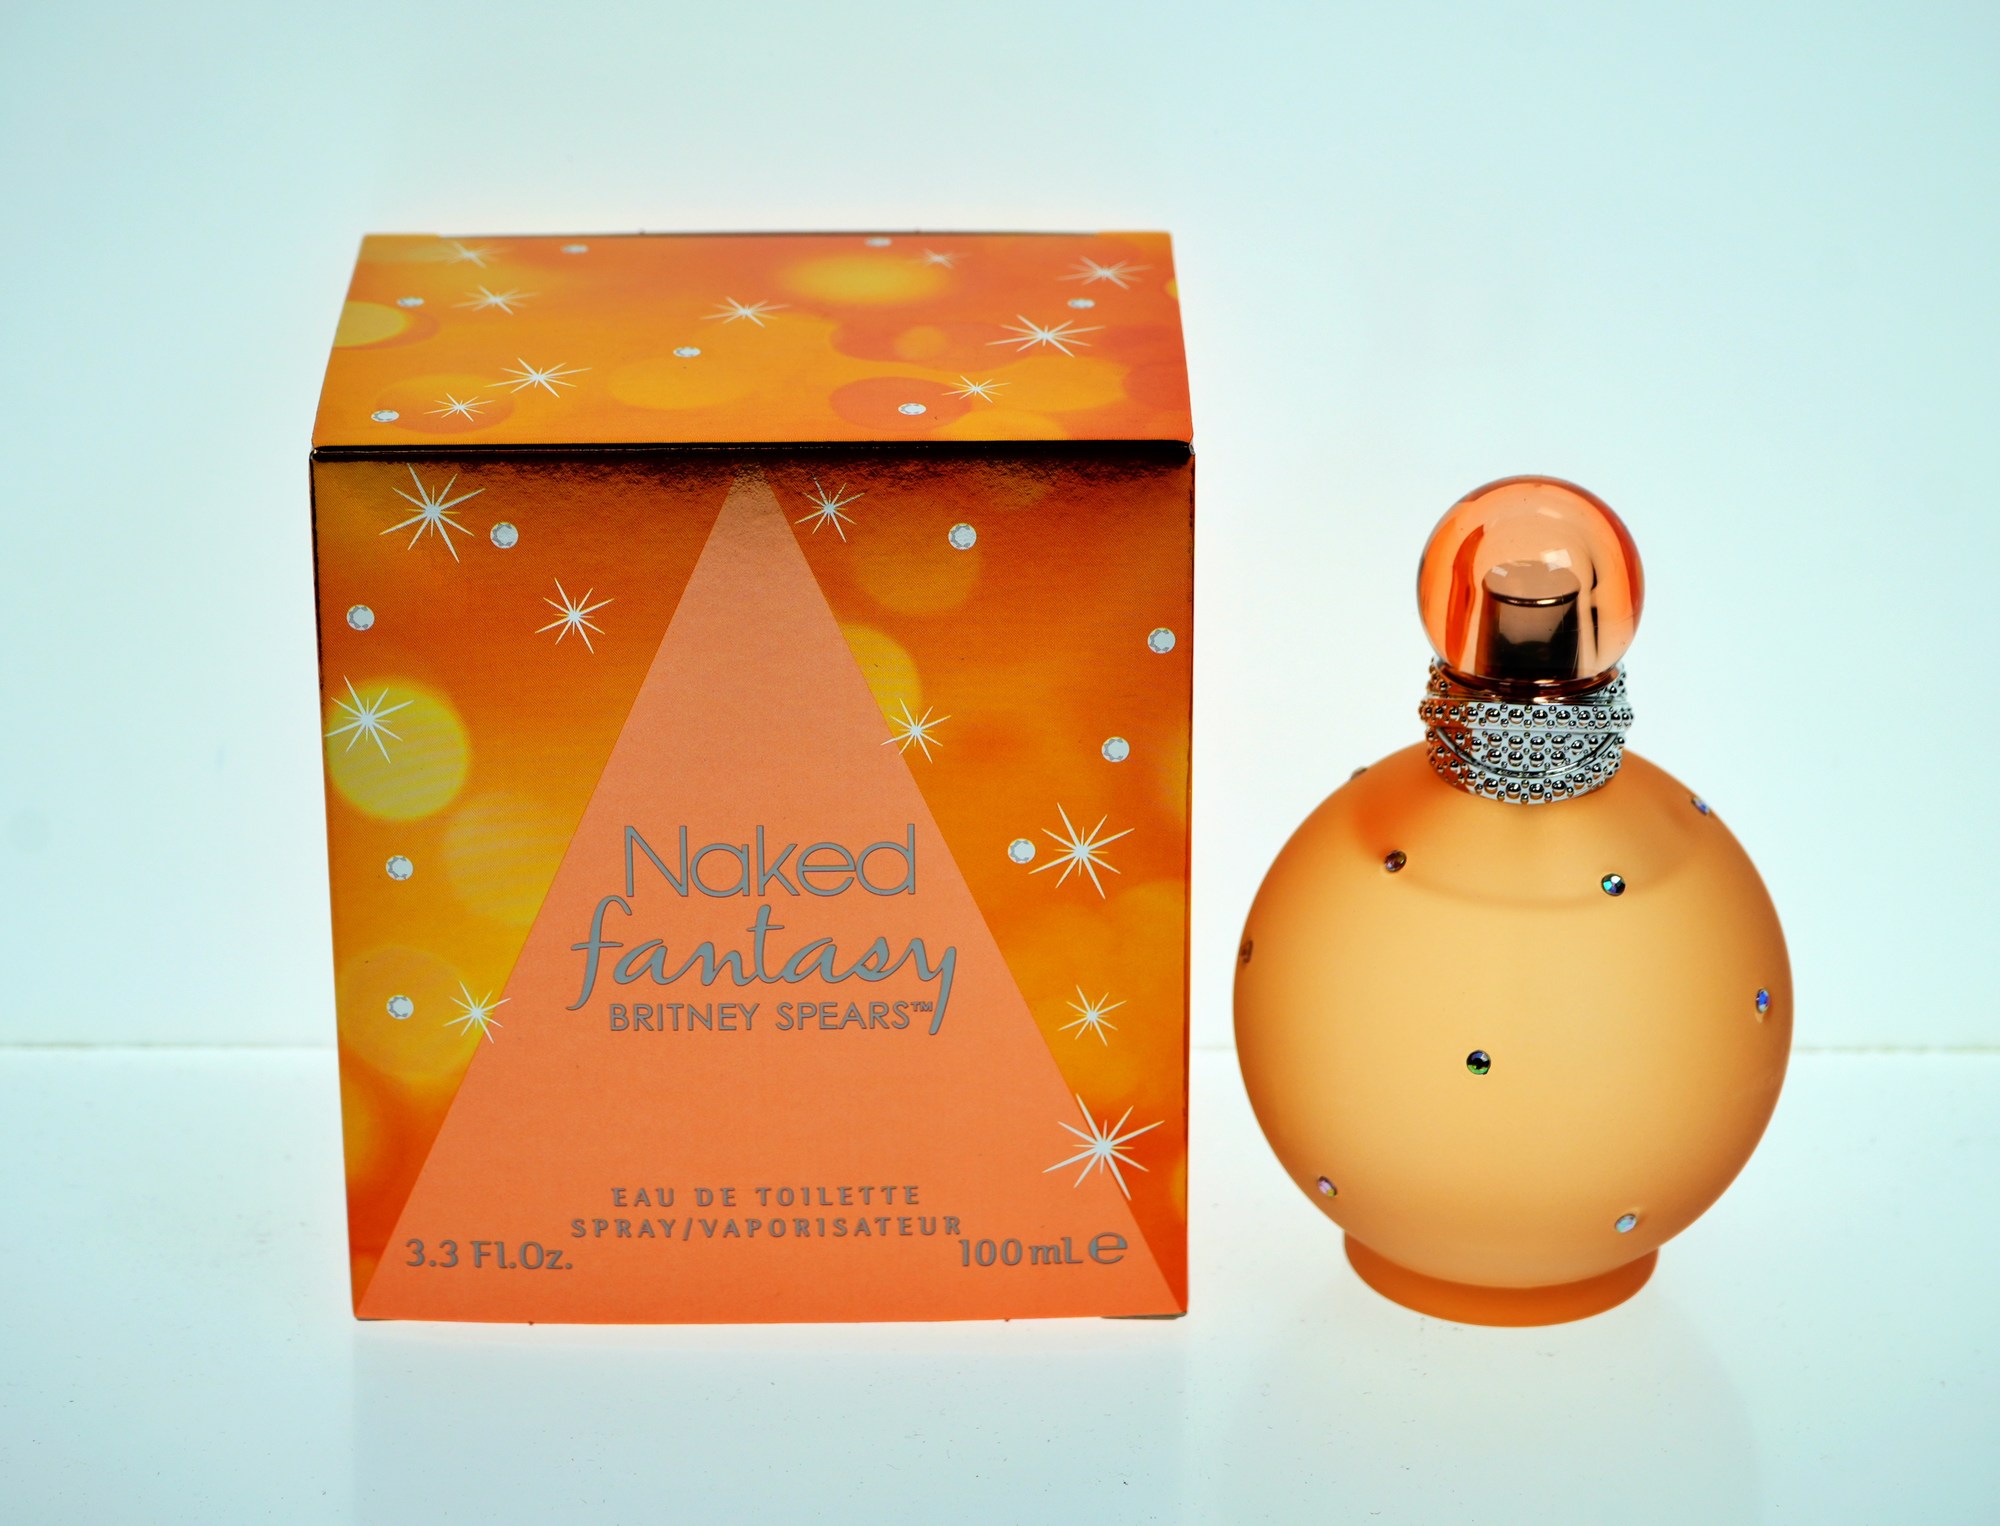 Naked
fantasy
BRITNEY SPEARS™
EAU DE TOILETTE
SPRAY/VAPORISATEUR
3.3 Fl.Oz.
100 mL e